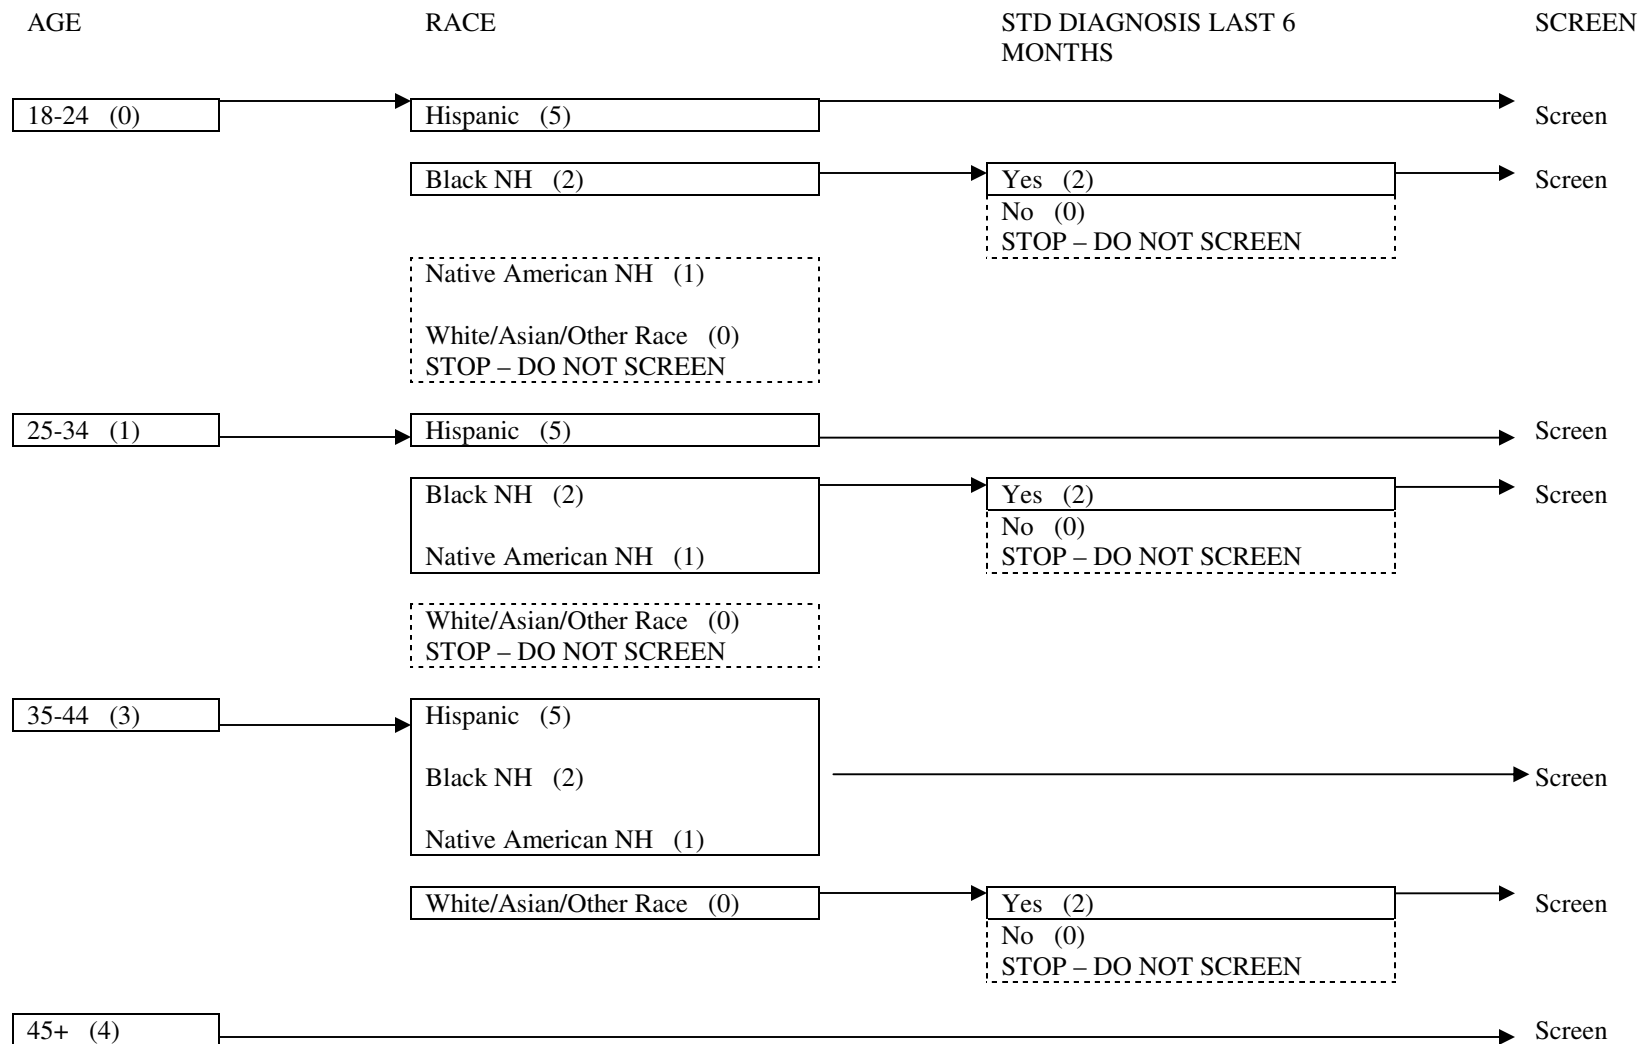 AGE
RACE
STD DIAGNOSIS LAST 6
MONTHS
SCREEN
18-24 (0)
Hispanic (5)
Screen
Black NH (2)
Yes (2)
Screen
No (0)
STOP – DO NOT SCREEN
Native American NH (1)
White/Asian/Other Race (0)
STOP – DO NOT SCREEN
25-34 (1)
Hispanic (5)
Screen
Black NH (2)
Yes (2)
Screen
No (0)
Native American NH (1)
STOP – DO NOT SCREEN
White/Asian/Other Race (0)
STOP – DO NOT SCREEN
35-44 (3)
Hispanic (5)
Black NH (2)
Screen
Native American NH (1)
White/Asian/Other Race (0)
Yes (2)
Screen
No (0)
STOP – DO NOT SCREEN
45+ (4)
Screen